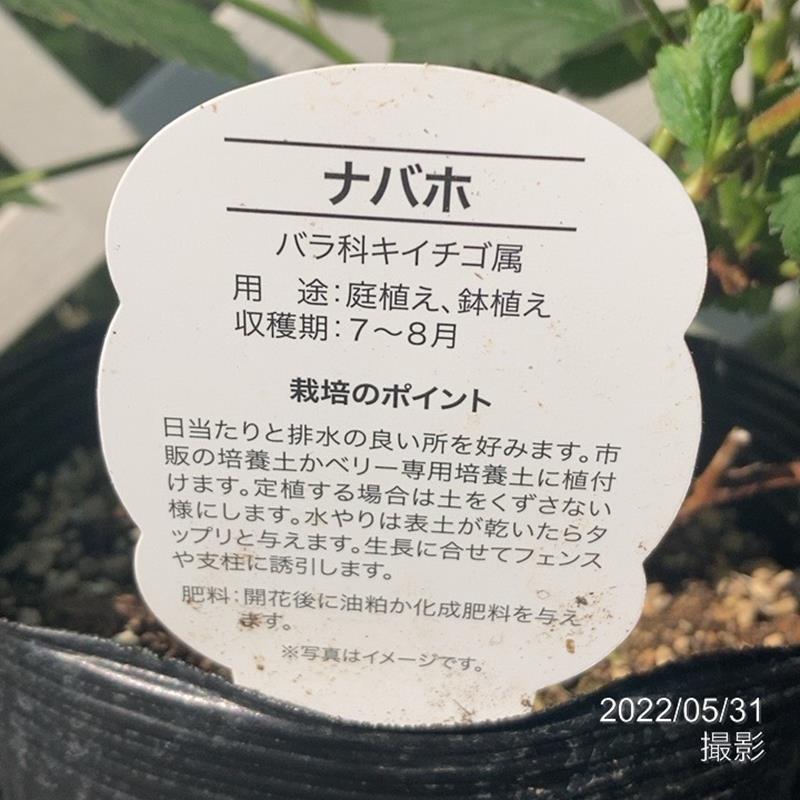 ナバホ
バラ科キイチゴ属
用　途：庭植え、鉢植え
収穫期：7～8月
栽培のポイント
日当たりと排水の良い所を好みます。市
販の培養土かベリー専用培養土に植付
けます。定植する場合は土をくずさない
様にします。水やりは表土が乾いたらタ
ップリと与えます。生長に合せてフェンス
や支柱に誘引します。
肥料：開花後に油粕か化成肥料を与え
ます。
※写真はイメージです。
2022/05/31
撮影